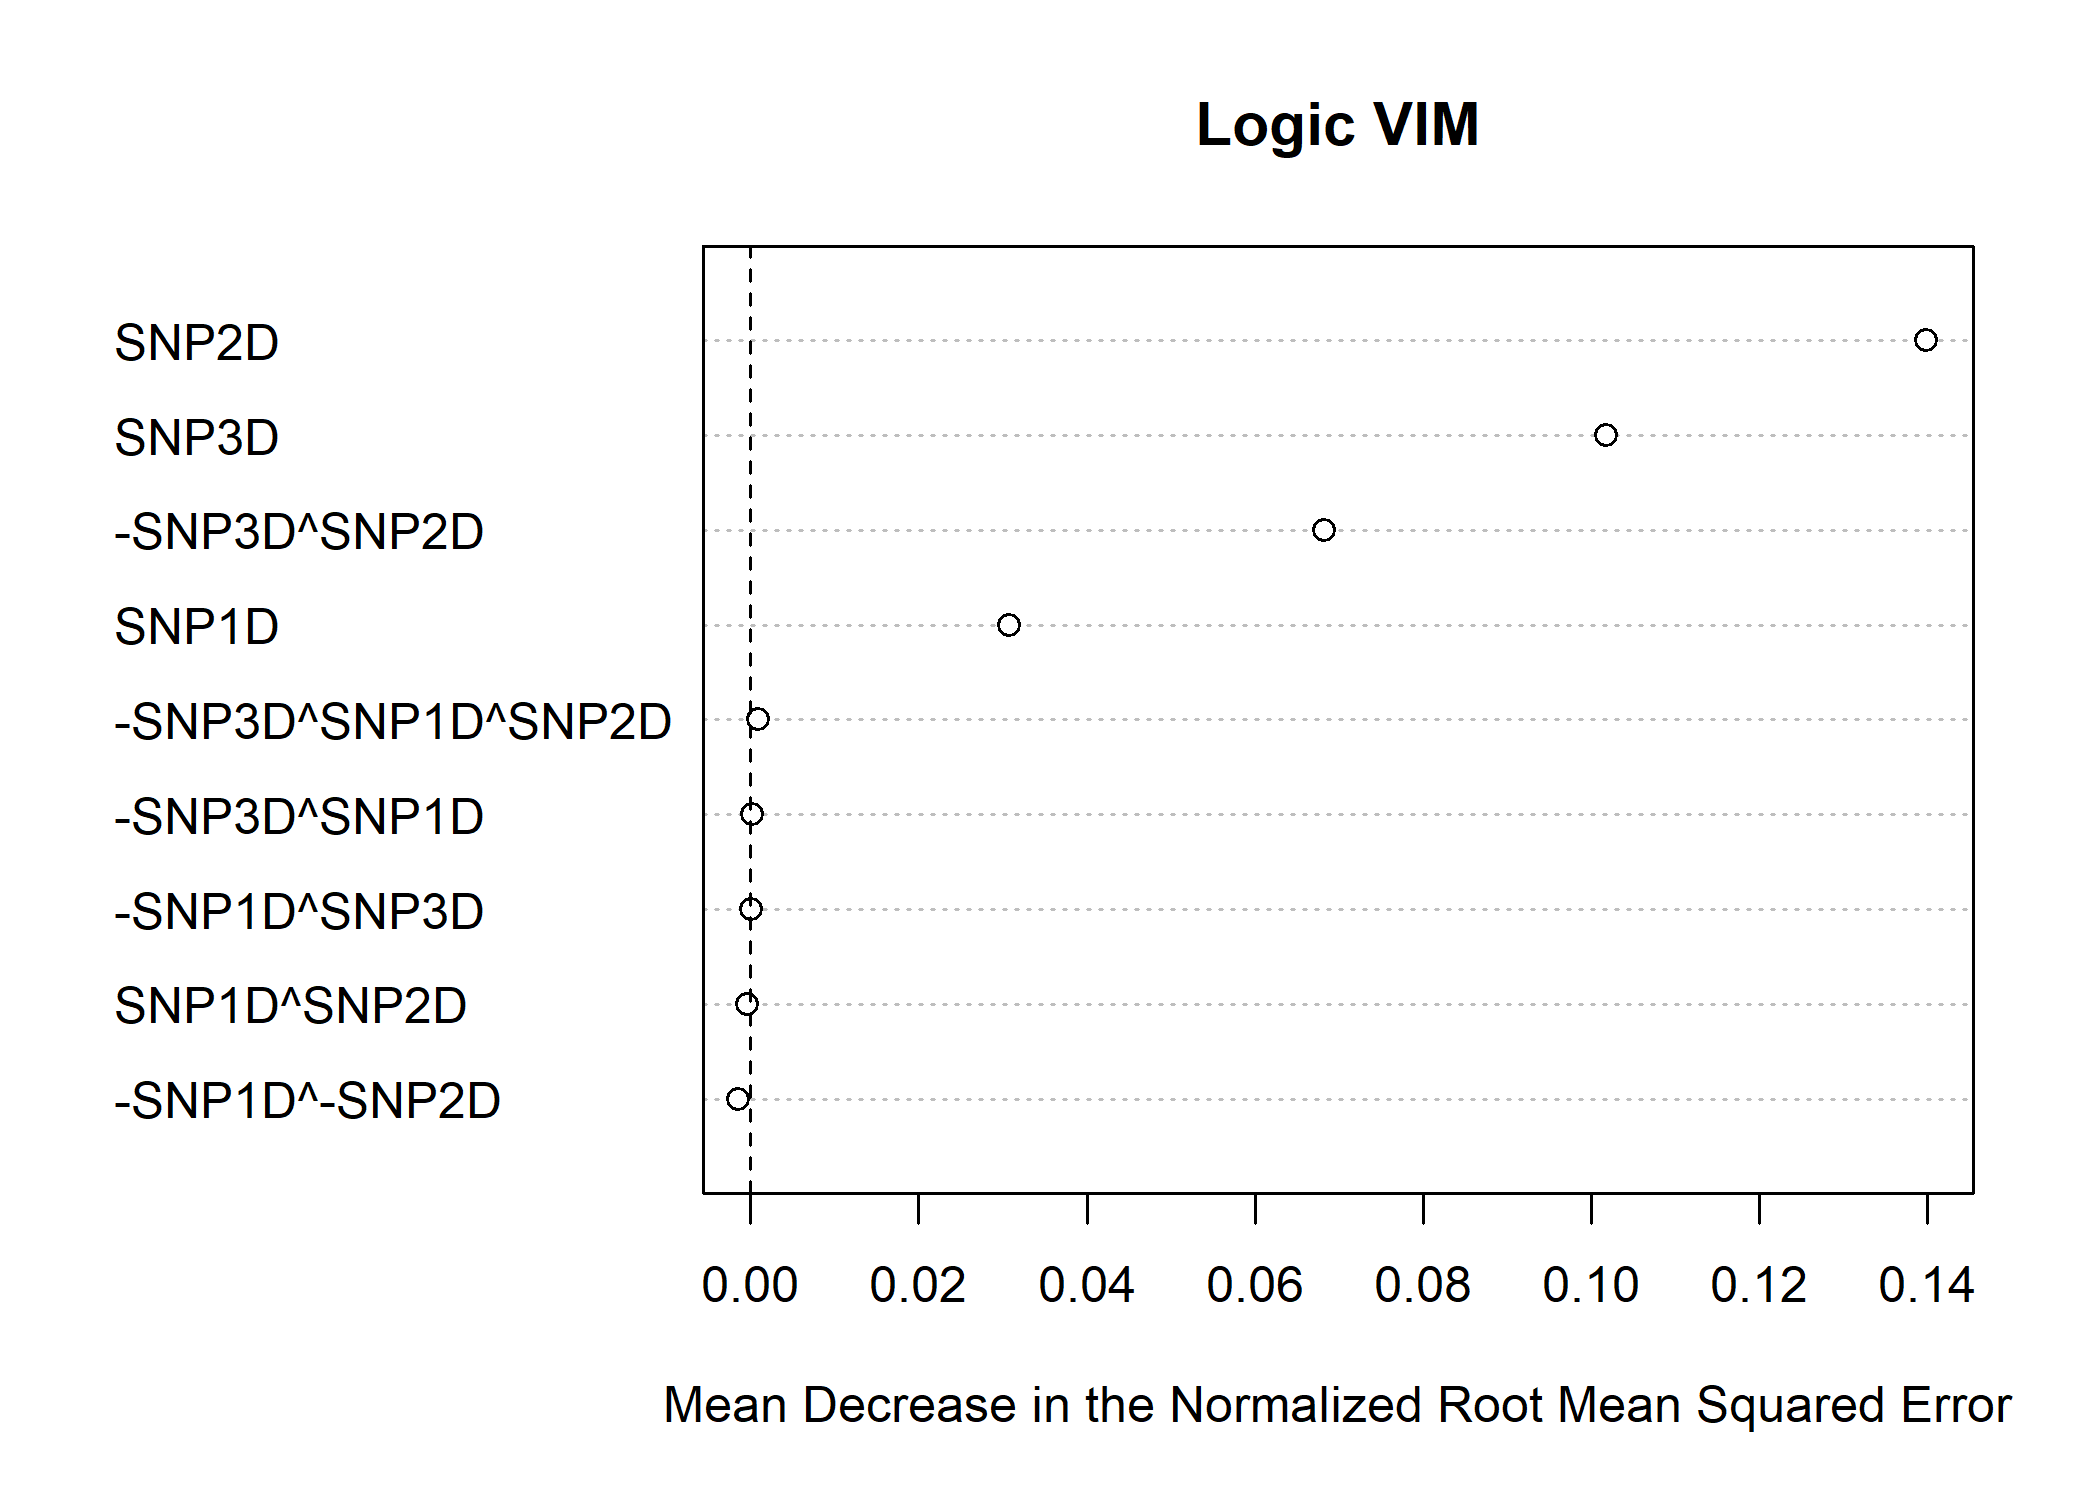 Logic VIM
SNP2D
SNP3D
-SNP3D^SNP2D
SNP1D
-SNP3D^SNP1D^SNP2D
-SNP3D^SNP1D
-SNP1D^SNP3D
SNP1D^SNP2D
-SNP1D^-SNP2D
0.00 0.02 0.04 0.06 0.08 0.10 0.12 0.14
Mean Decrease in the Normalized Root Mean Squared Error